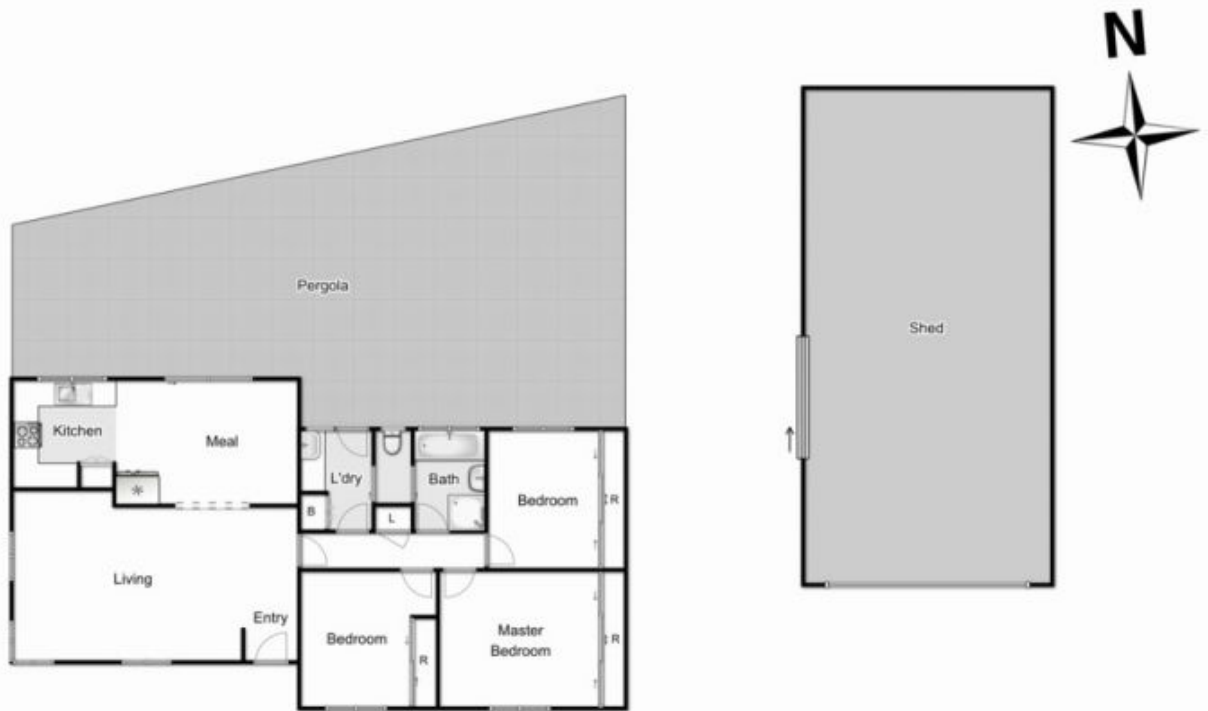 N
Pergola
Shed
Kitchen
Meal
L'dry
Bath
Bedroom
R
B
L
Living
Entry
Bedroom
R
Master
Bedroom
R